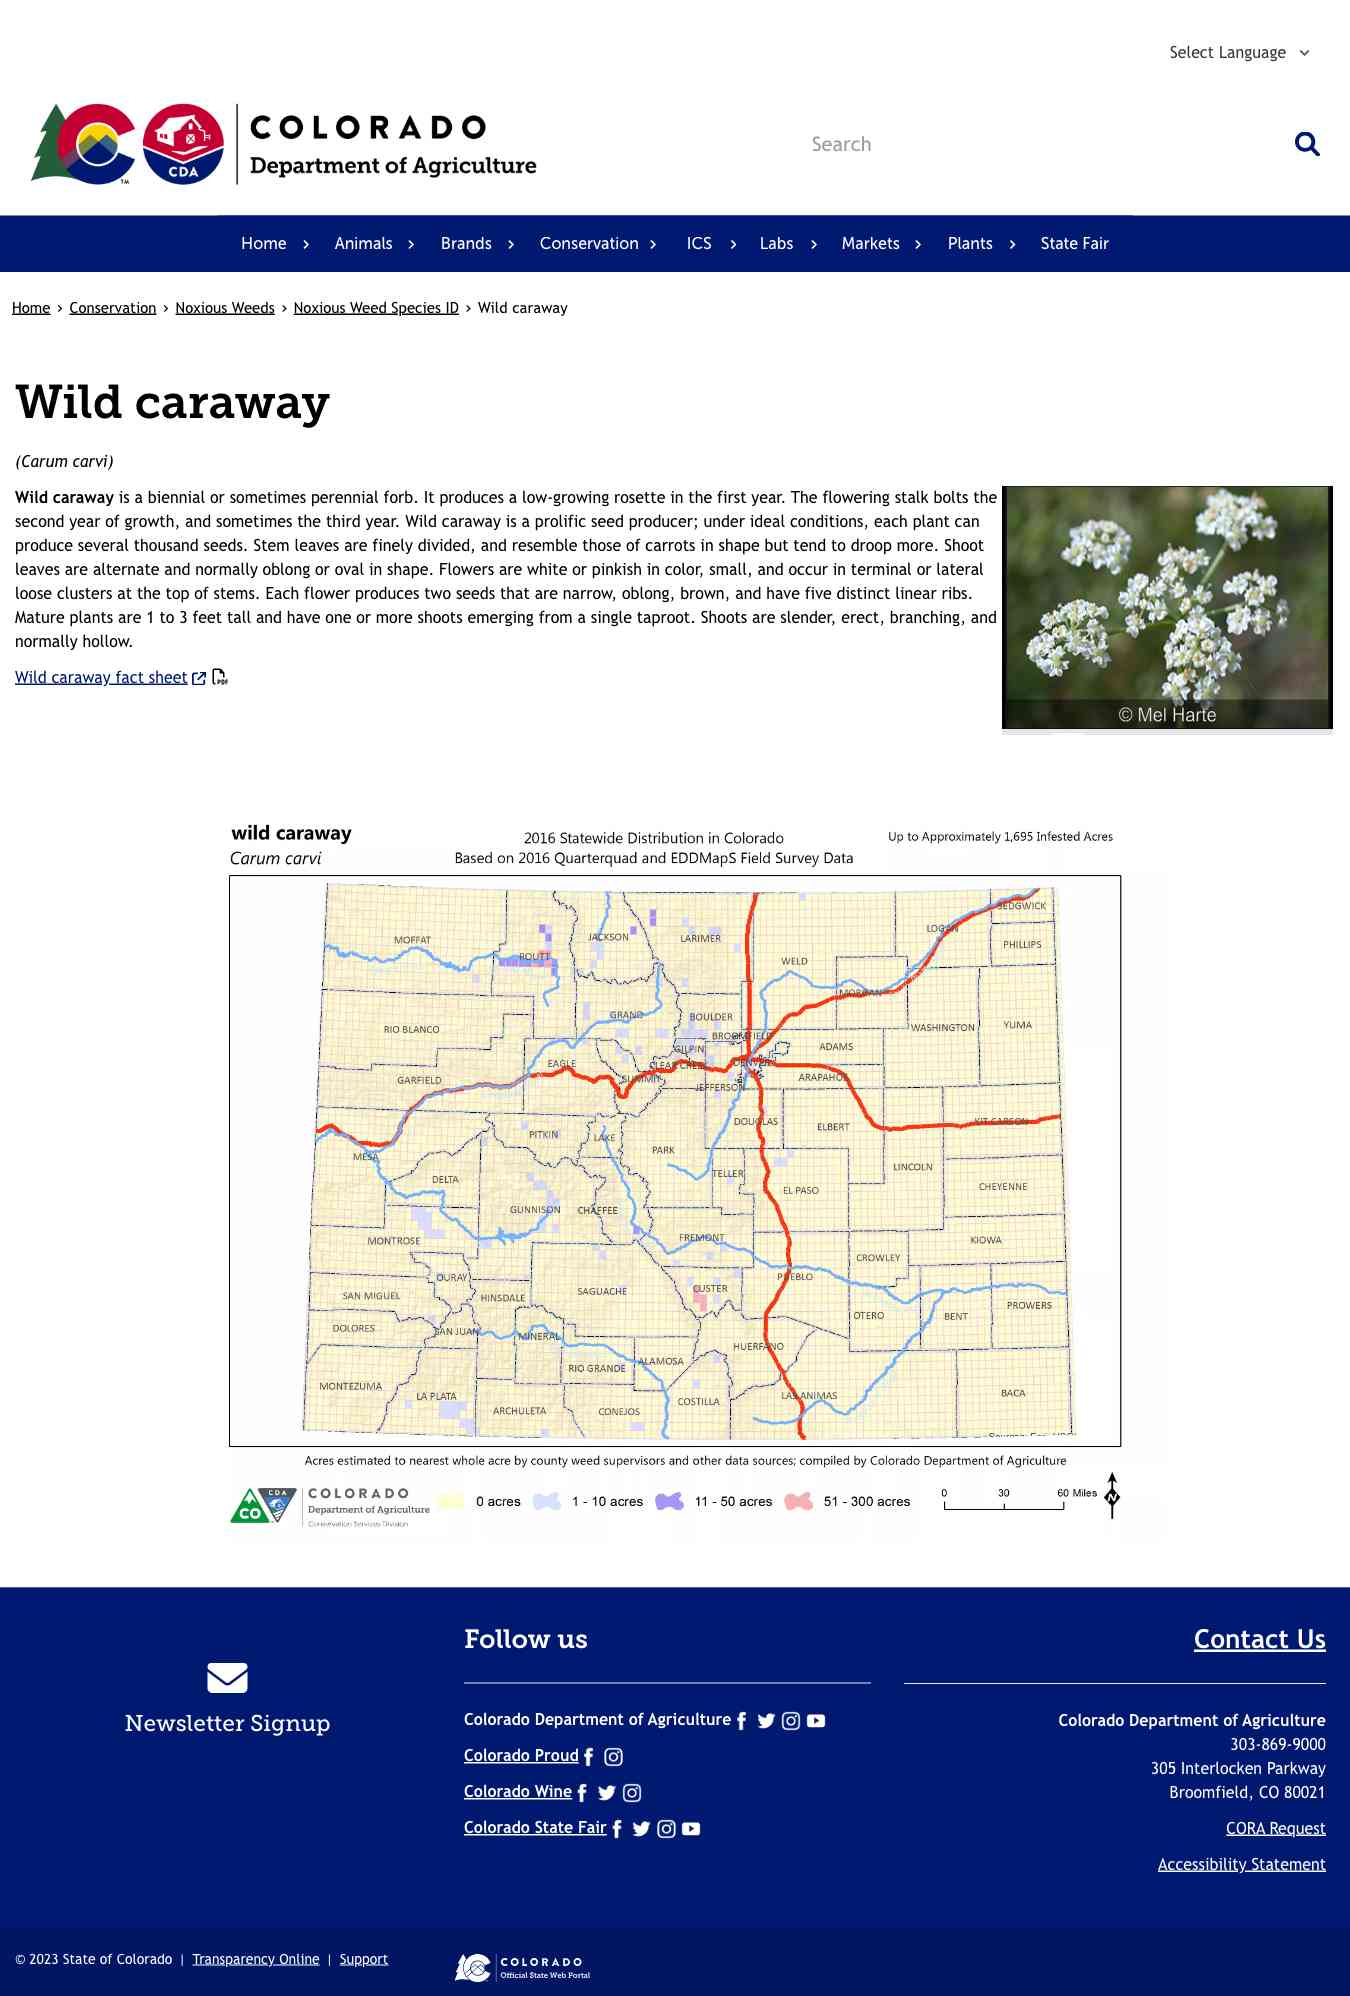 Select Language
COLORADO
Department of Agriculture
CDA
TM
Search
Home Animals Brands Conservation ICS Labs Markets Plants State Fair
Home › Conservation › Noxious Weeds › Noxious Weed Species ID › Wild caraway
Wild caraway
(Carum carvi)
Wild caraway is a biennial or sometimes perennial forb. It produces a low-growing rosette in the first year. The flowering stalk bolts the
second year of growth, and sometimes the third year. Wild caraway is a prolific seed producer; under ideal conditions, each plant can
produce several thousand seeds. Stem leaves are finely divided, and resemble those of carrots in shape but tend to droop more. Shoot
leaves are alternate and normally oblong or oval in shape. Flowers are white or pinkish in color, small, and occur in terminal or lateral
loose clusters at the top of stems. Each flower produces two seeds that are narrow, oblong, brown, and have five distinct linear ribs.
Mature plants are 1 to 3 feet tall and have one or more shoots emerging from a single taproot. Shoots are slender, erect, branching, and
normally hollow.
Wild caraway fact sheet PDF
© Mel Harte
wild caraway
Carum carvi
2016 Statewide Distribution in Colorado
Based on 2016 Quarterquad and EDDMapS Field Survey Data
Up to Approximately 1,695 Infested Acres
SEDGWICK
LOGAN
MOFFAT
JACKSON
LARIMER
PHILLIPS
ROUTT
WELD
MORGAN
GRAND
BOULDER
RIO BLANCO
WASHINGTON
YUMA
BROOMFIELD
GILPIN
ADAMS
EAGLE
CLEAR CREEK
DENVER
GARFIELD
SUMMIT
ARAPAHOE
JEFFERSON
DOUGLAS
ELBERT
KIT CARSON
PITKIN
LAKE
PARK
MESA
LINCOLN
DELTA
TELLER
CHEYENNE
EL PASO
GUNNISON
CHAFFEE
MONTROSE
FREMONT
KIOWA
CROWLEY
OURAY
PUEBLO
SAN MIGUEL
HINSDALE
SAGUACHE
CUSTER
PROWERS
OTERO
BENT
DOLORES
SAN JUAN
MINERAL
HUERFANO
RIO GRANDE
ALAMOSA
MONTEZUMA
LA PLATA
ARCHULETA
CONEJOS
COSTILLA
LAS ANIMAS
BACA
Acres estimated to nearest whole acre by county weed supervisors and other data sources; compiled by Colorado Department of Agriculture
CO
CDA
COLORADO
Department of Agriculture
Conservation Services Division
0 acres 1 - 10 acres 11 - 50 acres 51 - 300 acres
0 30 60 Miles
N
Newsletter Signup
Follow us
Colorado Department of Agriculture
Colorado Proud
Colorado Wine
Colorado State Fair
Contact Us
Colorado Department of Agriculture
303-869-9000
305 Interlocken Parkway
Broomfield, CO 80021
CORA Request
Accessibility Statement
© 2023 State of Colorado | Transparency Online | Support
COLORADO
Official State Web Portal